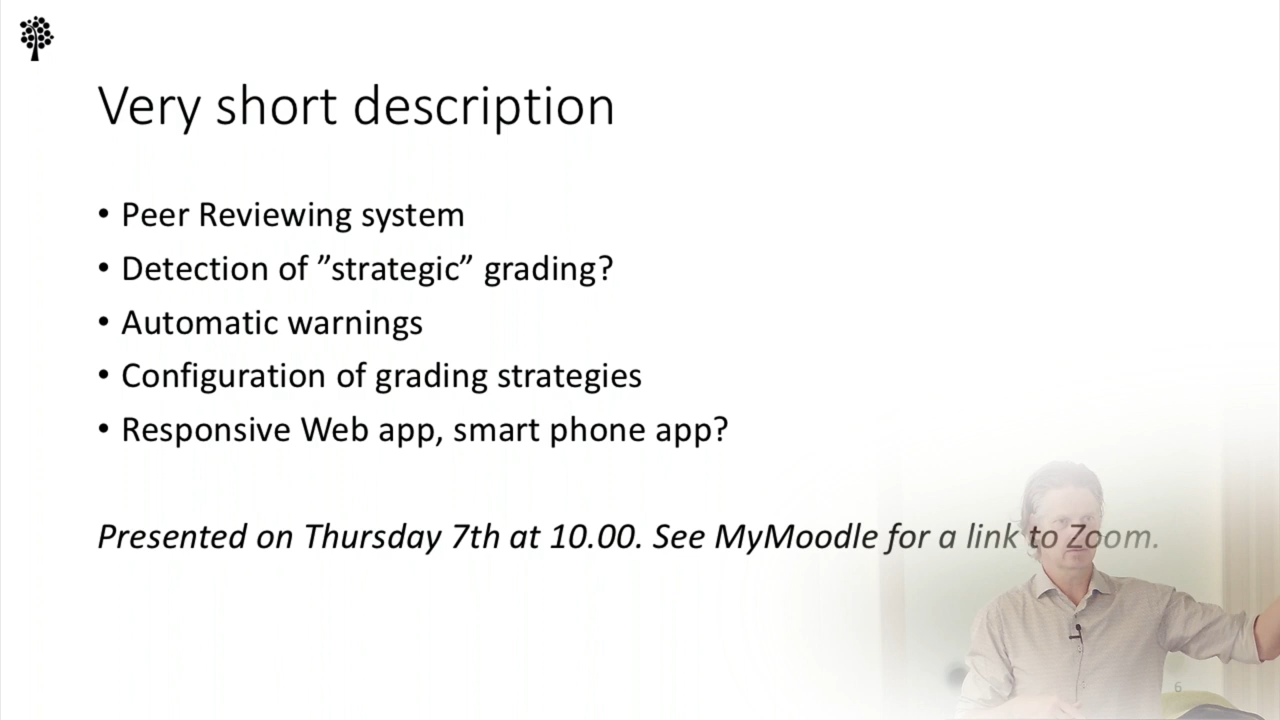 Very short description
• Peer Reviewing system
• Detection of ”strategic” grading?
• Automatic warnings
• Configuration of grading strategies
• Responsive Web app, smart phone app?
Presented on Thursday 7th at 10.00. See MyMoodle for a link to Zoom.
6